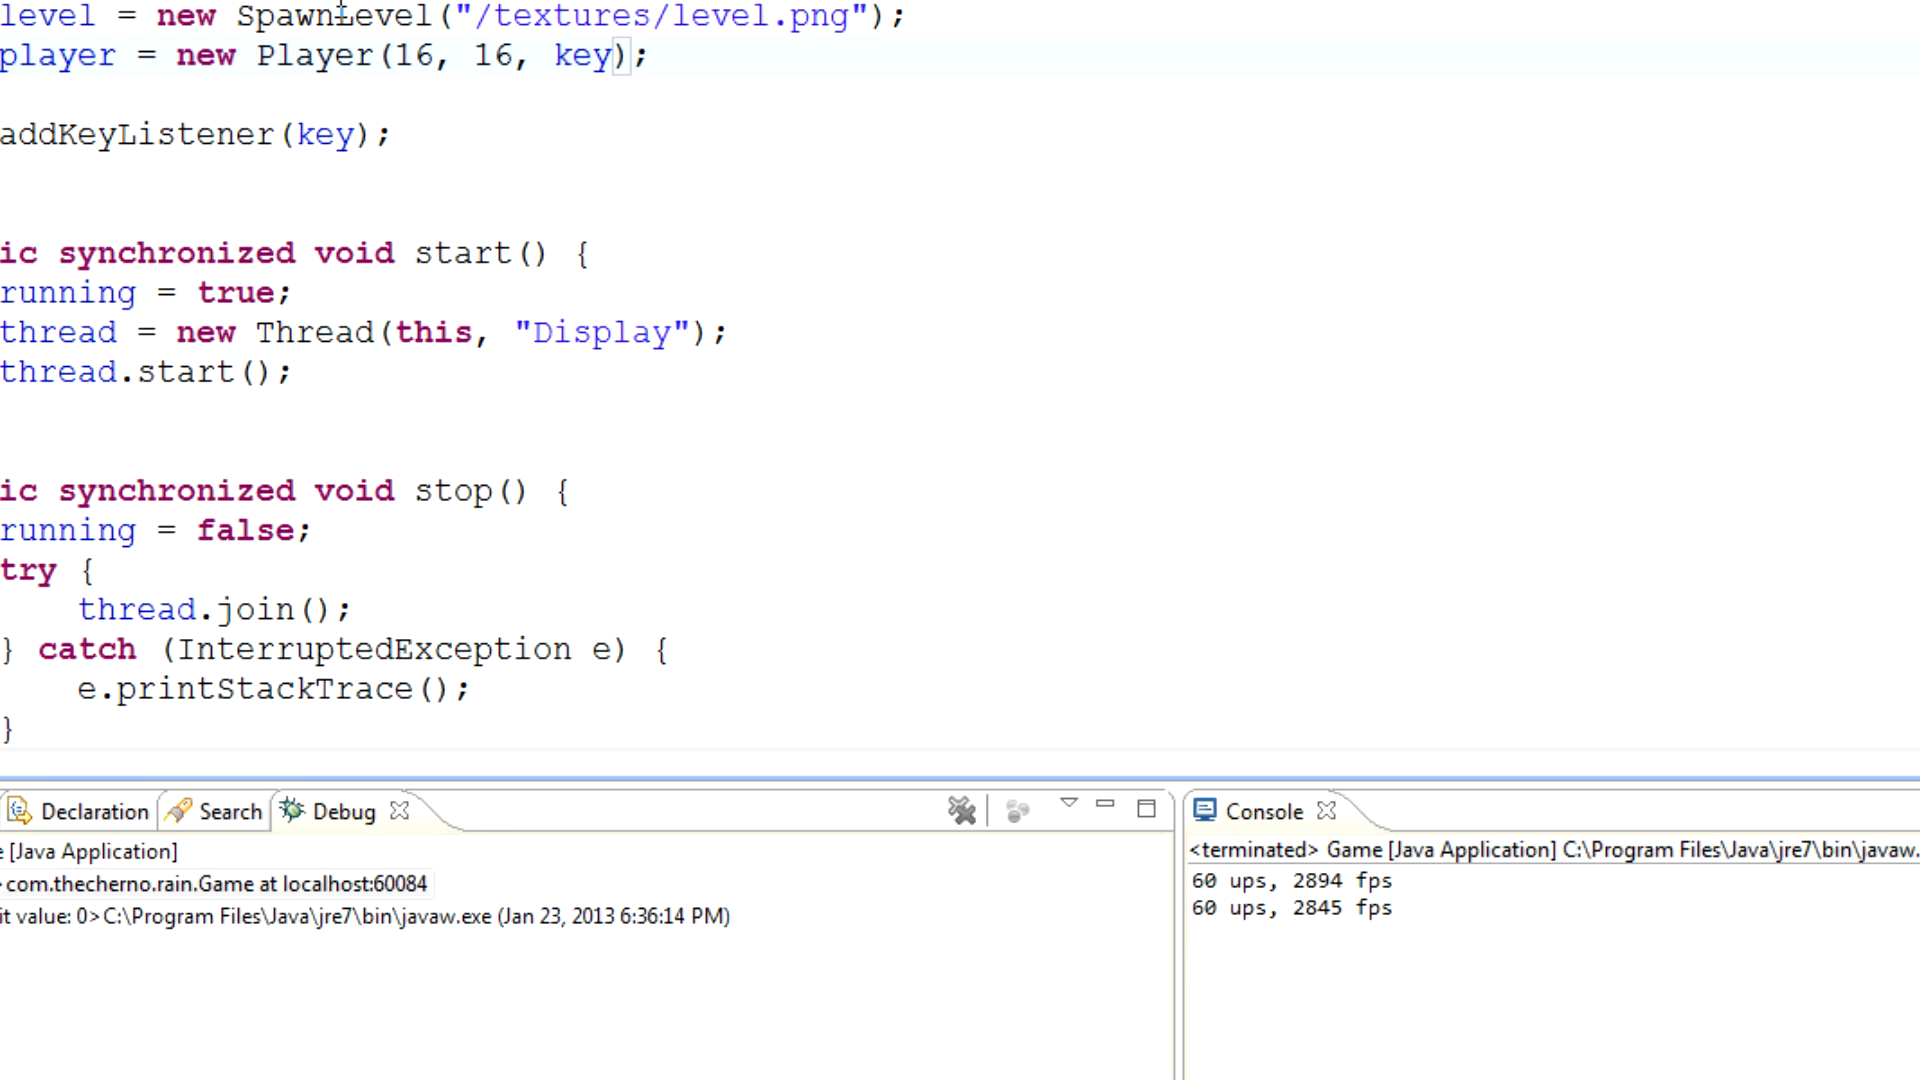 level = new SpawnLevel("/textures/level.png");
player = new Player(16, 16, key);
addKeyListener(key);
ic synchronized void start() {
running = true;
thread = new Thread(this, "Display");
thread.start();
ic synchronized void stop() {
running = false;
try {
thread.join();
} catch (InterruptedException e) {
e.printStackTrace();
}
Declaration Search Debug
e [Java Application]
com.thecherno.rain.Game at localhost:60084
it value: 0>C:\Program Files\Java\jre7\bin\javaw.exe (Jan 23, 2013 6:36:14 PM)
Console
<terminated> Game [Java Application] C:\Program Files\Java\jre7\bin\javaw.
60 ups, 2894 fps
60 ups, 2845 fps